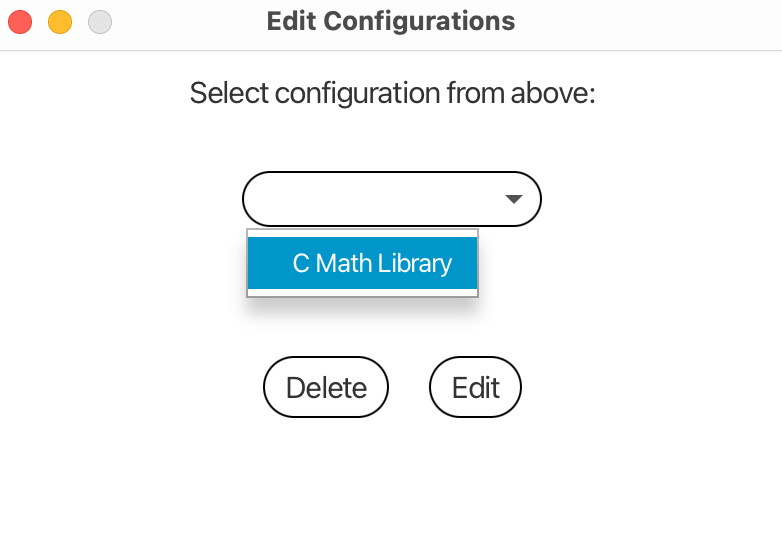 Edit Configurations
Select configuration from above:
C Math Library
Delete
Edit